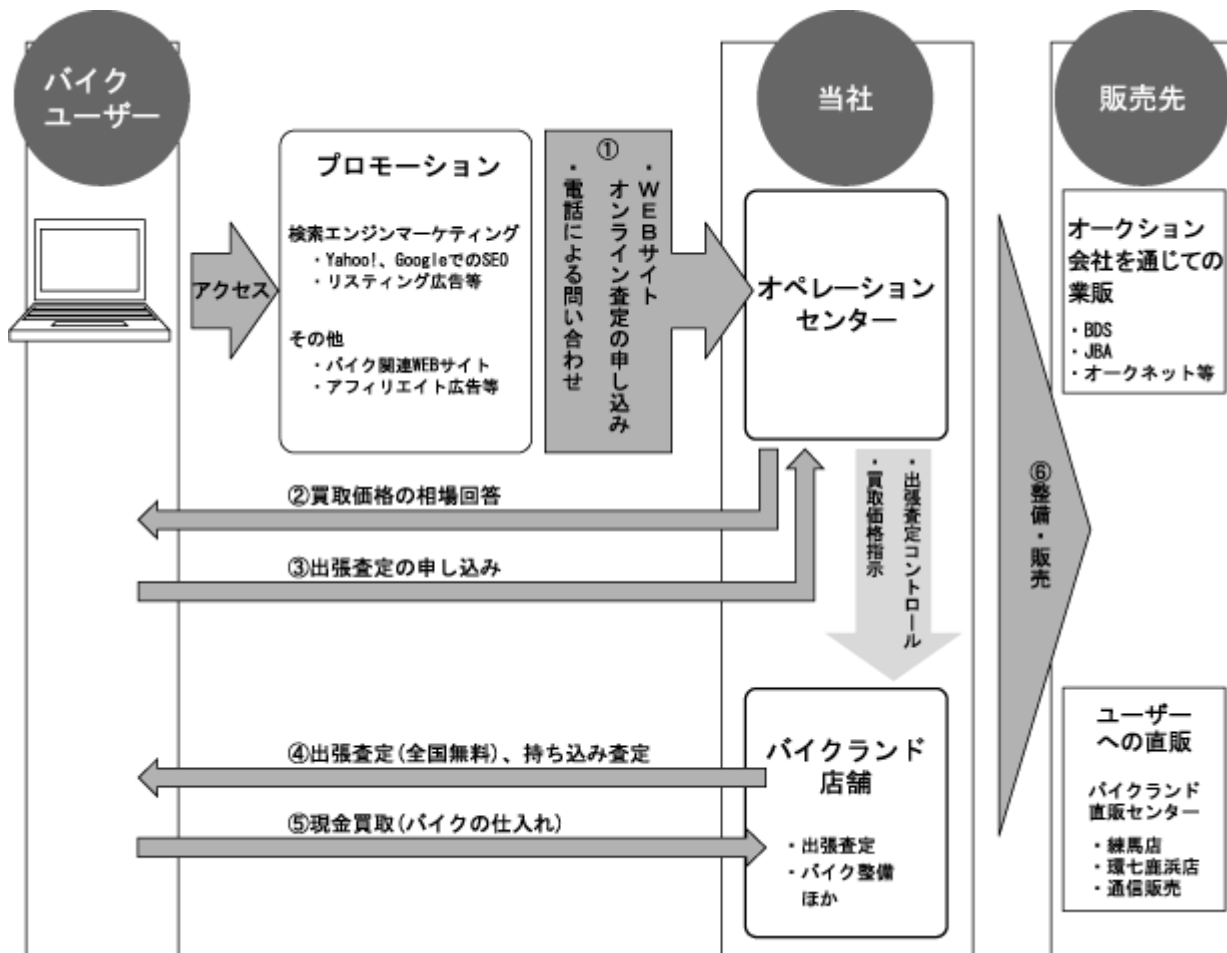 バイク
ユーザー
当社
販売先
アクセス
プロモーション
検索エンジンマーケティング
・Yahoo!、GoogleでのSEO
・リスティング広告等
その他
・バイク関連WEBサイト
・アフィリエイト広告等
①
・WEBサイト
オンライン査定の申し込み
・電話による問い合わせ
オペレーション
センター
オークション
会社を通じての
業販
・BDS
・JBA
・オークネット等
②買取価格の相場回答
③出張査定の申し込み
・出張査定コントロール
・買取価格指示
⑥整備・販売
④出張査定(全国無料)、持ち込み査定
⑤現金買取(バイクの仕入れ)
バイクランド
店舗
・出張査定
・バイク整備
ほか
ユーザー
への直販
バイクランド
直販センター
・練馬店
・環七鹿浜店
・通信販売